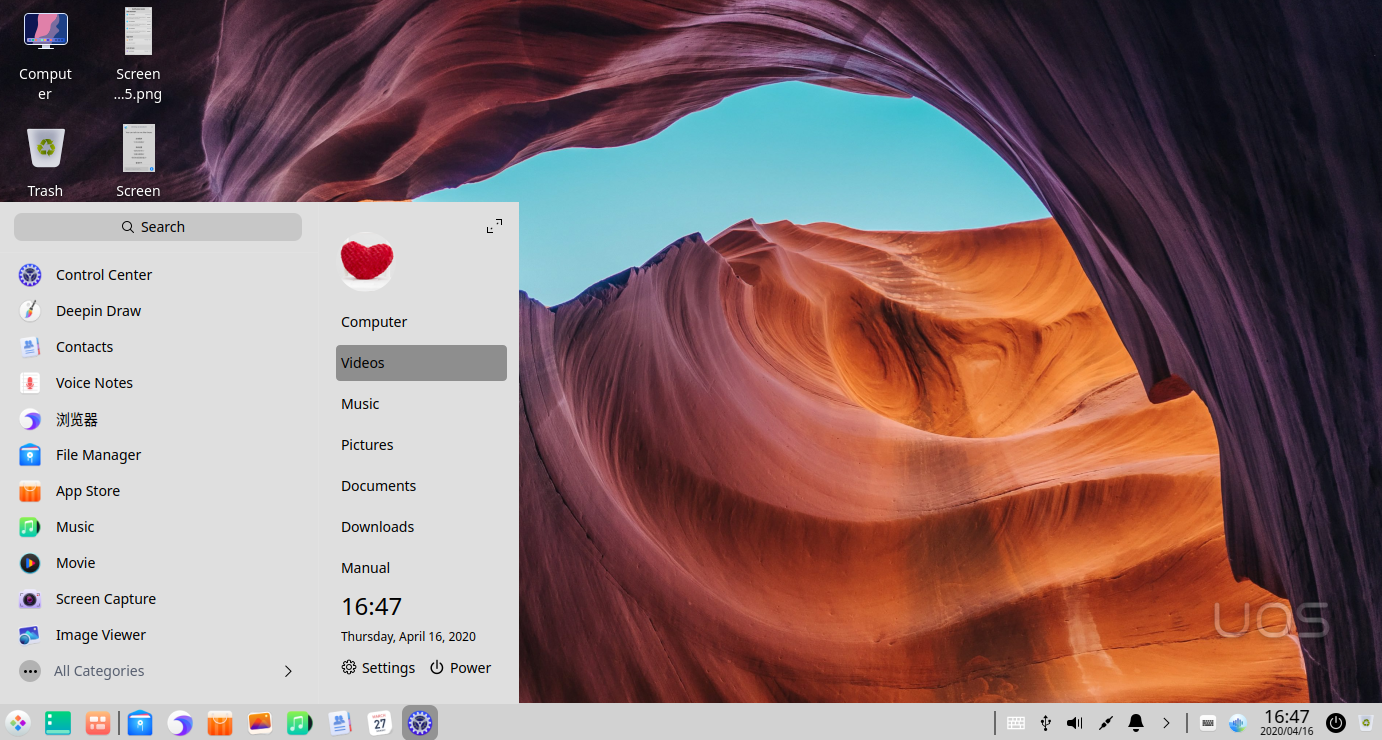 Comput
er
Screen
...5.png
Trash
Screen
Search
Control Center
Deepin Draw
Contacts
Voice Notes
浏览器
File Manager
App Store
Music
Movie
Screen Capture
Image Viewer
All Categories
Computer
Videos
Music
Pictures
Documents
Downloads
Manual
16:47
Thursday, April 16, 2020
Settings
Power
UOS
27
16:47
2020/04/16